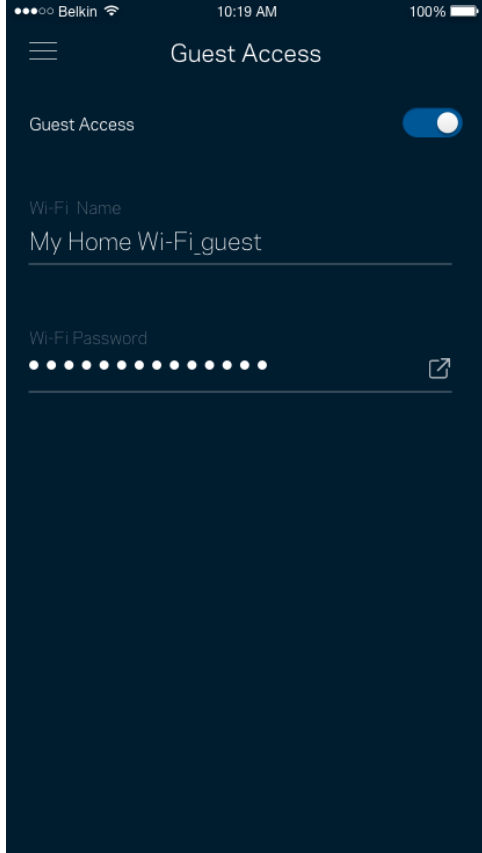 Belkin 10:19 AM 100%
Guest Access
Guest Access
Wi-Fi Name
My Home Wi-Fi_guest
Wi-Fi Password
••••••••••••••